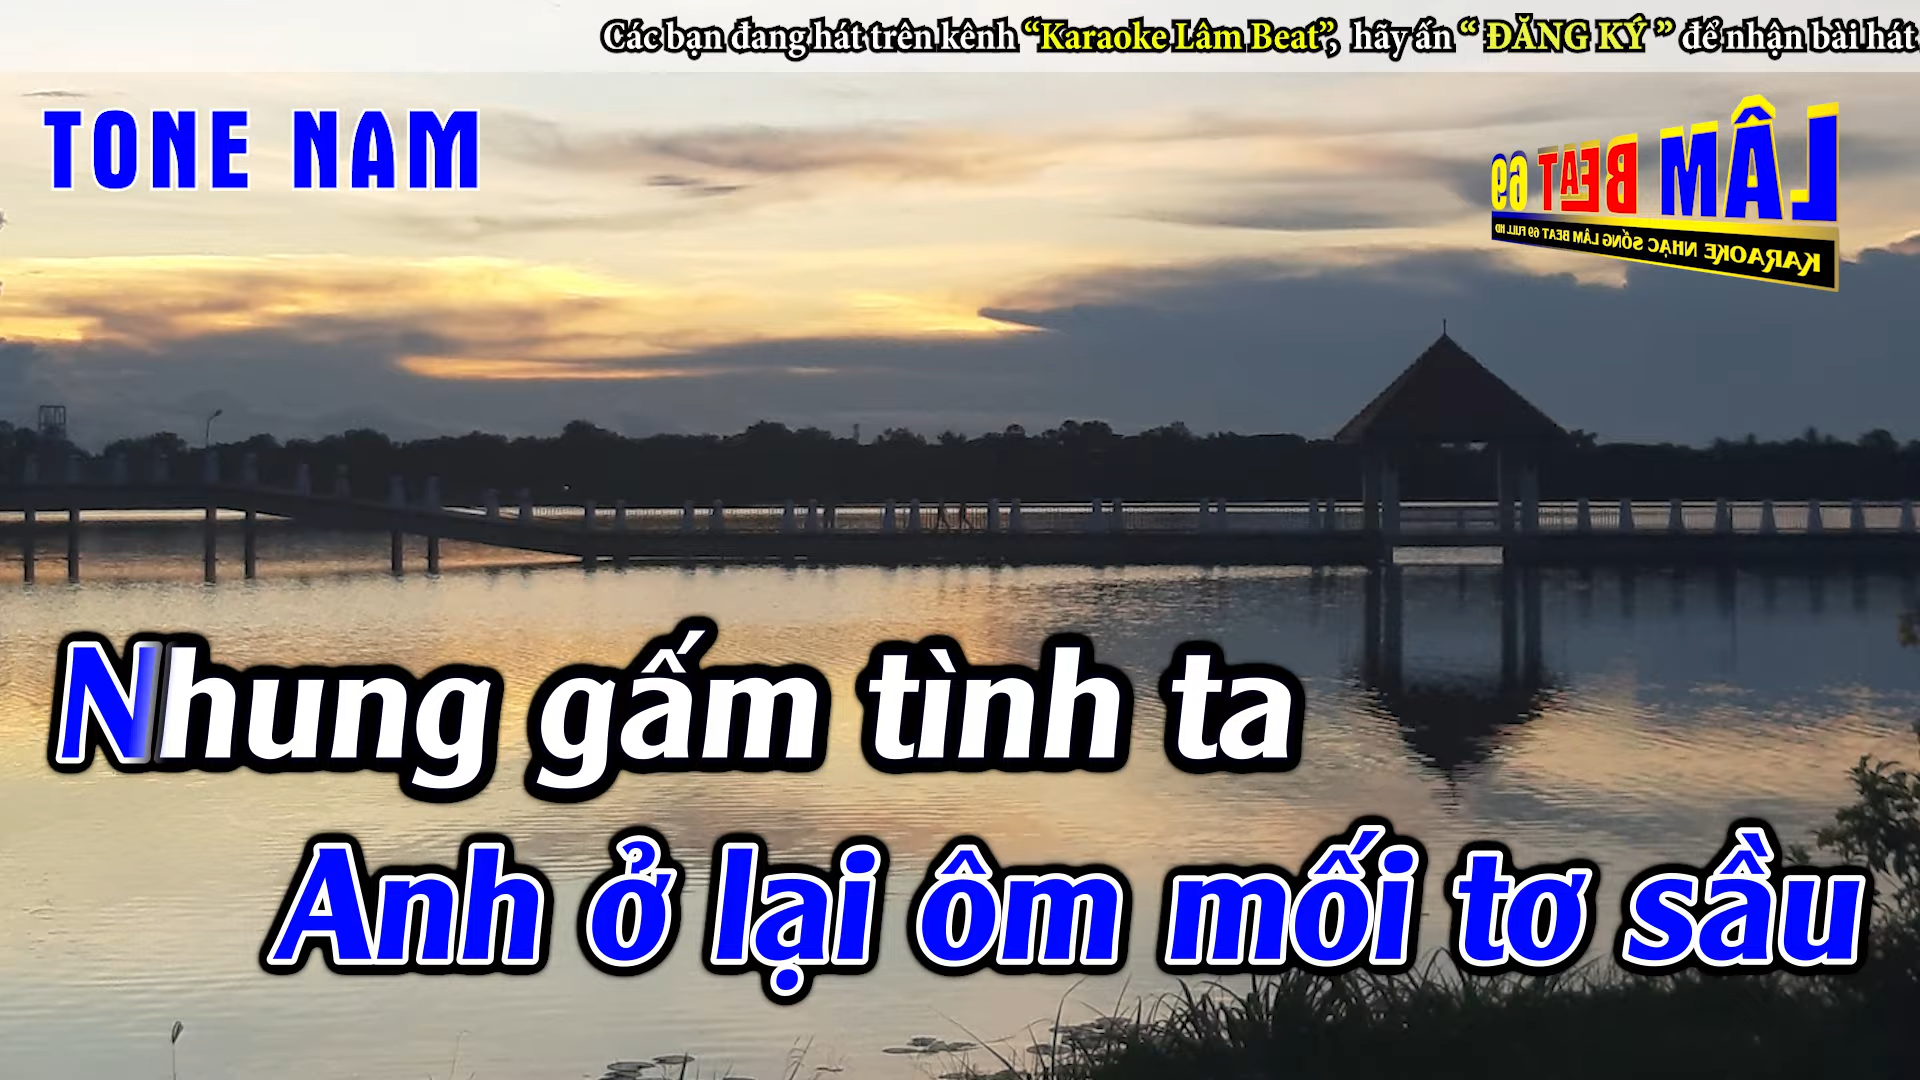 Các bạn đang hát trên kênh “Karaoke Lâm Beat”, hãy ấn “ ĐĂNG KÝ ” để nhận bài hát
TONE NAM
LÂM BEAT 69
KARAOKE NHẠC SỐNG LÂM BEAT 69 FULL HD
Nhung gấm tình ta
Anh ở lại ôm mối tơ sầu